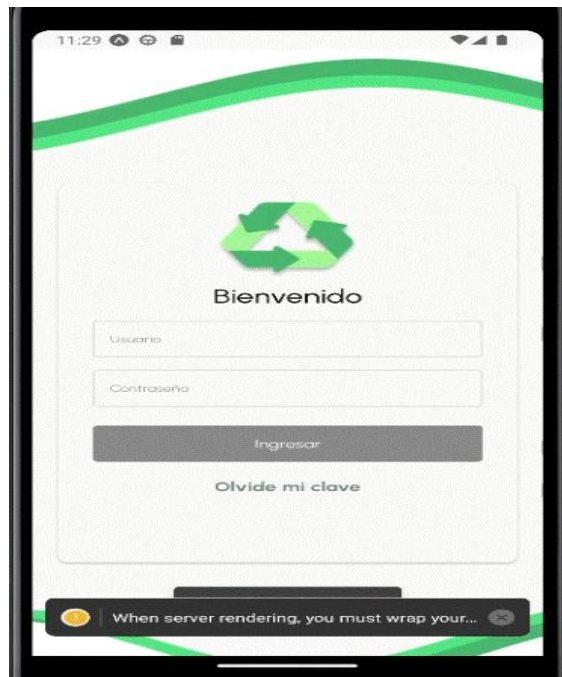 11:29
Bienvenido
Usuario
Contraseña
Ingresar
Olvide mi clave
When server rendering, you must wrap your...